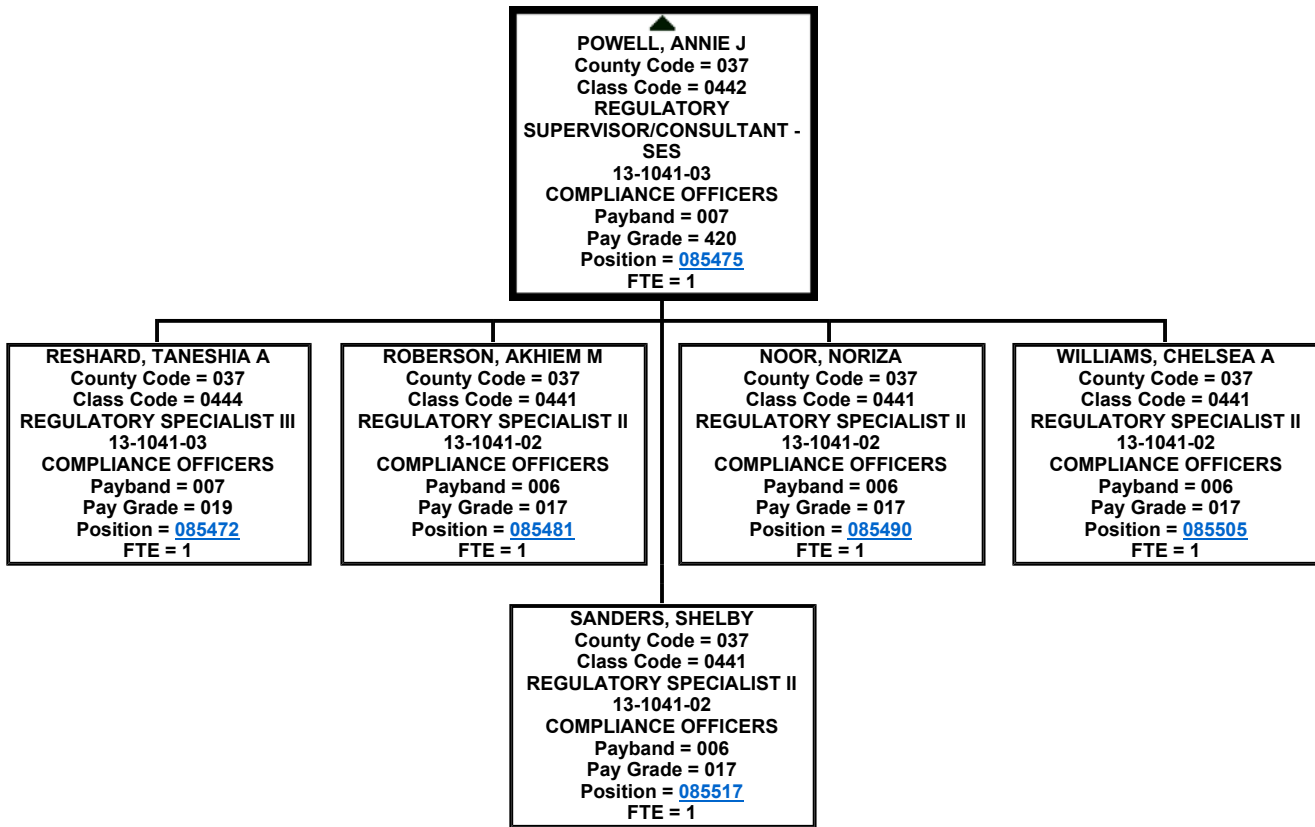 POWELL, ANNIE J
County Code = 037
Class Code = 0442
REGULATORY
SUPERVISOR/CONSULTANT -
SES
13-1041-03
COMPLIANCE OFFICERS
Payband = 007
Pay Grade = 420
Position = 085475
FTE = 1
RESHARD, TANESHIA A
County Code = 037
Class Code = 0444
REGULATORY SPECIALIST III
13-1041-03
COMPLIANCE OFFICERS
Payband = 007
Pay Grade = 019
Position = 085472
FTE = 1
ROBERSON, AKHIEM M
County Code = 037
Class Code = 0441
REGULATORY SPECIALIST II
13-1041-02
COMPLIANCE OFFICERS
Payband = 006
Pay Grade = 017
Position = 085481
FTE = 1
NOOR, NORIZA
County Code = 037
Class Code = 0441
REGULATORY SPECIALIST II
13-1041-02
COMPLIANCE OFFICERS
Payband = 006
Pay Grade = 017
Position = 085490
FTE = 1
WILLIAMS, CHELSEA A
County Code = 037
Class Code = 0441
REGULATORY SPECIALIST II
13-1041-02
COMPLIANCE OFFICERS
Payband = 006
Pay Grade = 017
Position = 085505
FTE = 1
SANDERS, SHELBY
County Code = 037
Class Code = 0441
REGULATORY SPECIALIST II
13-1041-02
COMPLIANCE OFFICERS
Payband = 006
Pay Grade = 017
Position = 085517
FTE = 1